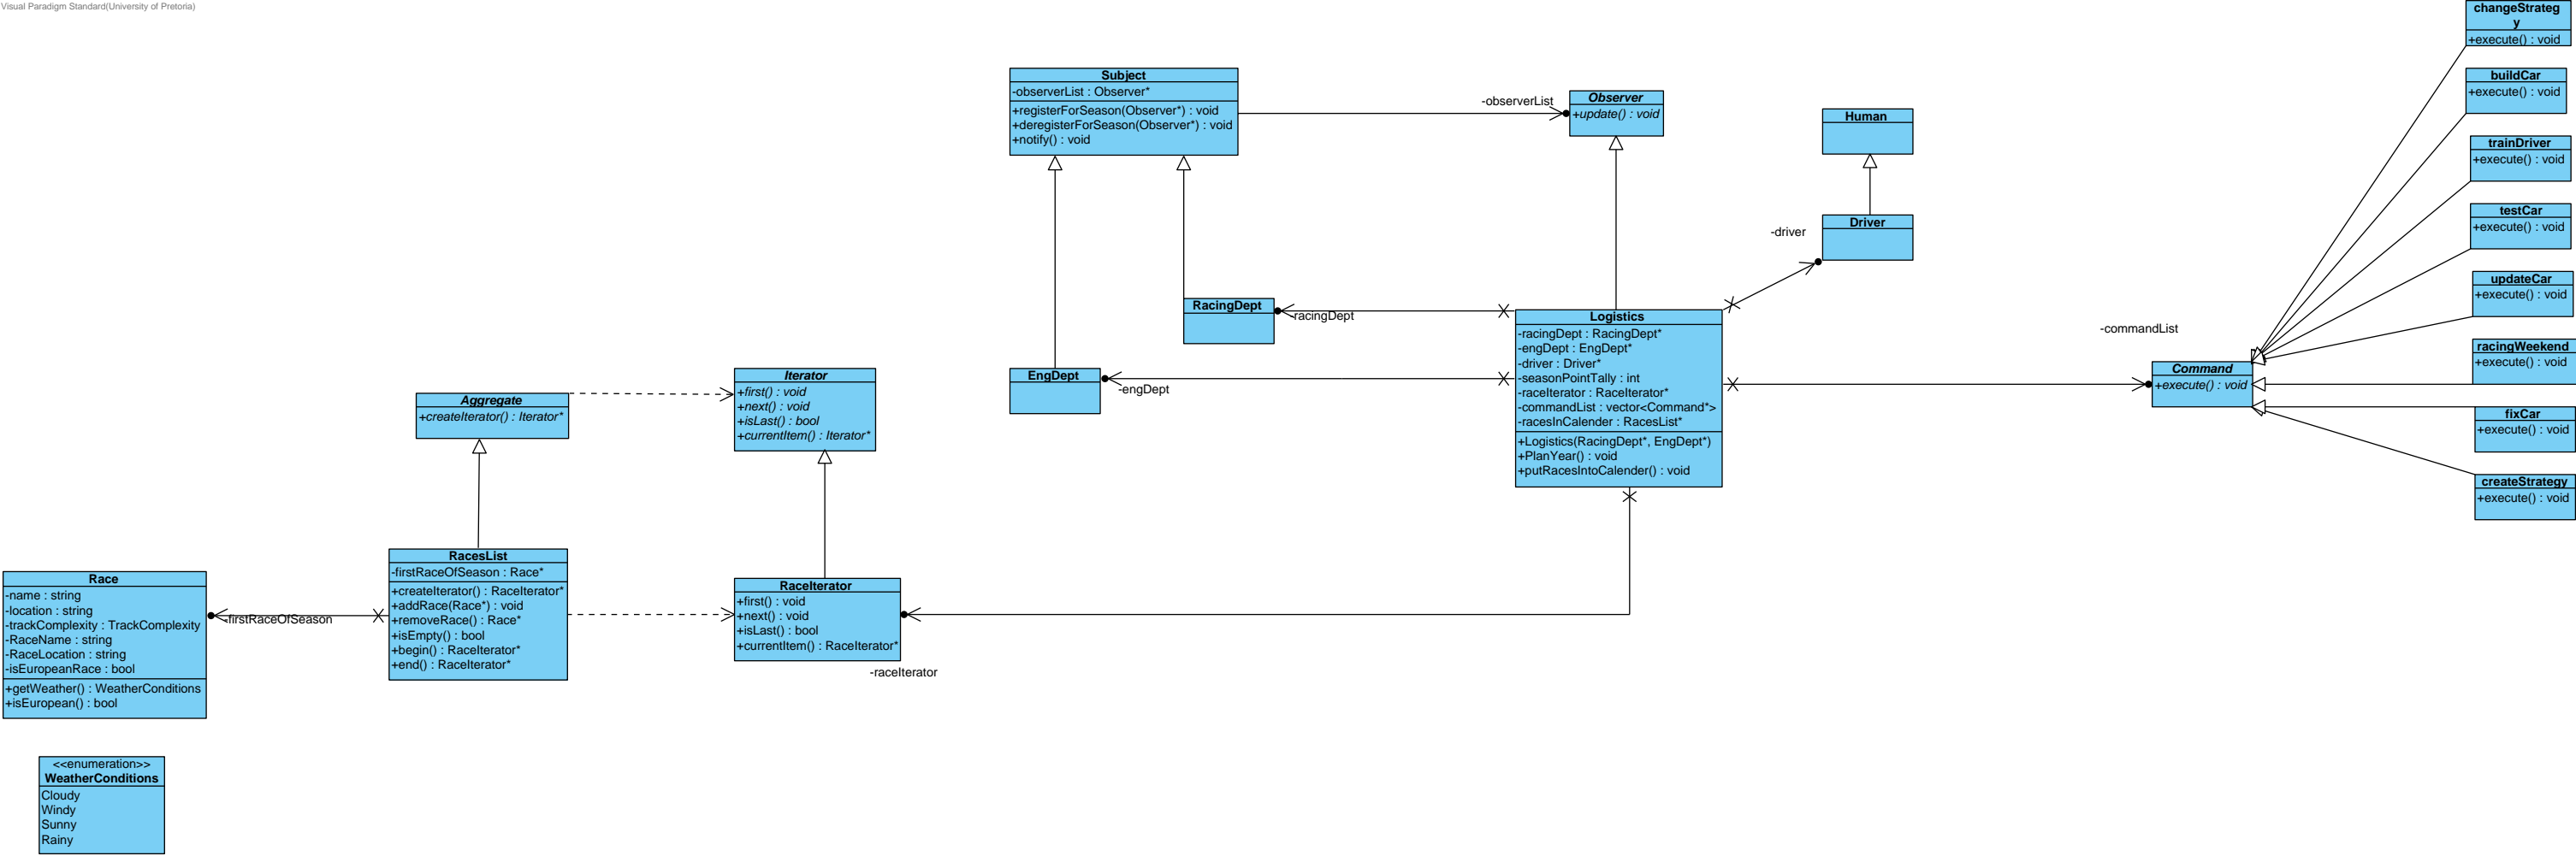 Visual Paradigm Standard(University of Pretoria)
changeStrateg
y
+execute() : void
buildCar
+execute() : void
trainDriver
+execute() : void
testCar
+execute() : void
updateCar
+execute() : void
racingWeekend
+execute() : void
fixCar
+execute() : void
createStrategy
+execute() : void
Subject
-observerList : Observer*
+registerForSeason(Observer*) : void
+deregisterForSeason(Observer*) : void
+notify() : void
-observerList
Observer
+update() : void
Human
Driver
-driver
RacingDept
-racingDept
EngDept
-engDept
Logistics
-racingDept : RacingDept*
-engDept : EngDept*
-driver : Driver*
-seasonPointTally : int
-raceIterator : RaceIterator*
-commandList : vector<Command*>
-racesInCalender : RacesList*
+Logistics(RacingDept*, EngDept*)
+PlanYear() : void
+putRacesIntoCalender() : void
-commandList
Command
+execute() : void
Aggregate
+createIterator() : Iterator*
Iterator
+first() : void
+next() : void
+isLast() : bool
+currentItem() : Iterator*
Race
-name : string
-location : string
-trackComplexity : TrackComplexity
-RaceName : string
-RaceLocation : string
-isEuropeanRace : bool
+getWeather() : WeatherConditions
+isEuropean() : bool
-firstRaceOfSeason
RacesList
-firstRaceOfSeason : Race*
+createIterator() : RaceIterator*
+addRace(Race*) : void
+removeRace() : Race*
+isEmpty() : bool
+begin() : RaceIterator*
+end() : RaceIterator*
RaceIterator
+first() : void
+next() : void
+isLast() : bool
+currentItem() : RaceIterator*
-raceIterator
<<enumeration>>
WeatherConditions
Cloudy
Windy
Sunny
Rainy